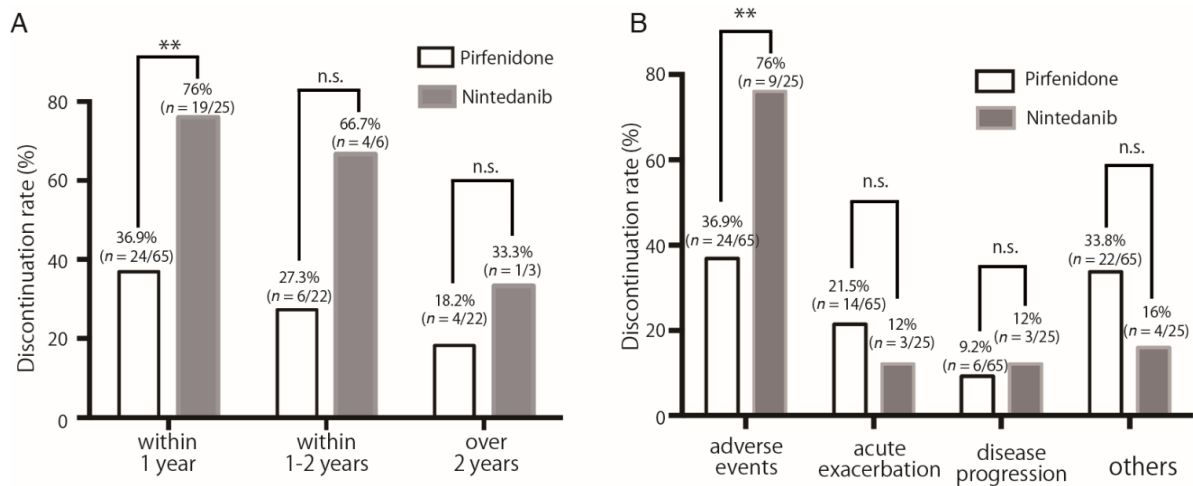 A
**
Pirfenidone
Nintedanib
n.s.
76%
(n = 19/25)
66.7%
(n = 4/6)
n.s.
36.9%
(n = 24/65)
27.3%
(n = 6/22)
33.3%
(n = 1/3)
18.2%
(n = 4/22)
Discontinuation rate (%)
80
60
40
20
0
within
1 year
within
1-2 years
over
2 years
B
**
Pirfenidone
Nintedanib
76%
(n = 9/25)
n.s.
n.s.
n.s.
36.9%
(n = 24/65)
33.8%
(n = 22/65)
21.5%
(n = 14/65)
12%
(n = 3/25)
12%
(n = 3/25)
9.2%
(n = 6/65)
16%
(n = 4/25)
Discontinuation rate (%)
80
60
40
20
0
adverse
events
acute
exacerbation
disease
progression
others